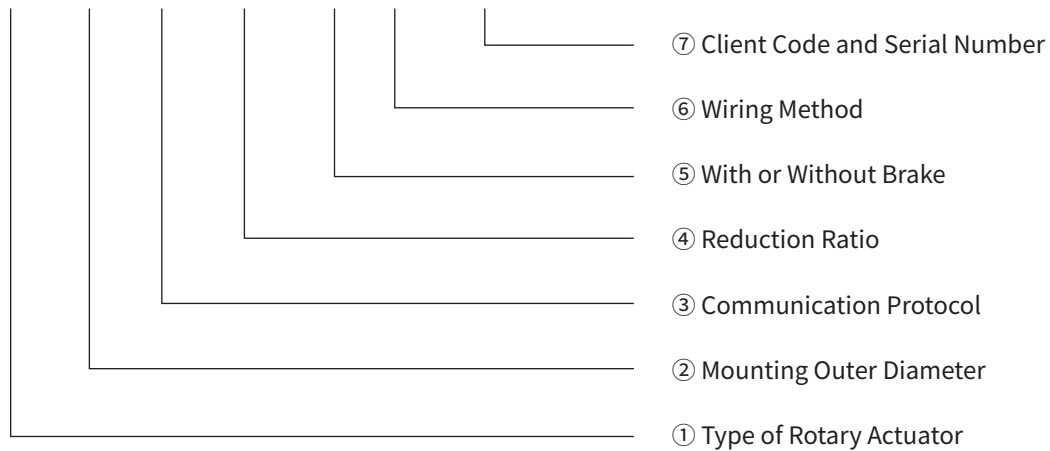 ⑦ Client Code and Serial Number
⑥ Wiring Method
⑤ With or Without Brake
④ Reduction Ratio
③ Communication Protocol
② Mounting Outer Diameter
① Type of Rotary Actuator